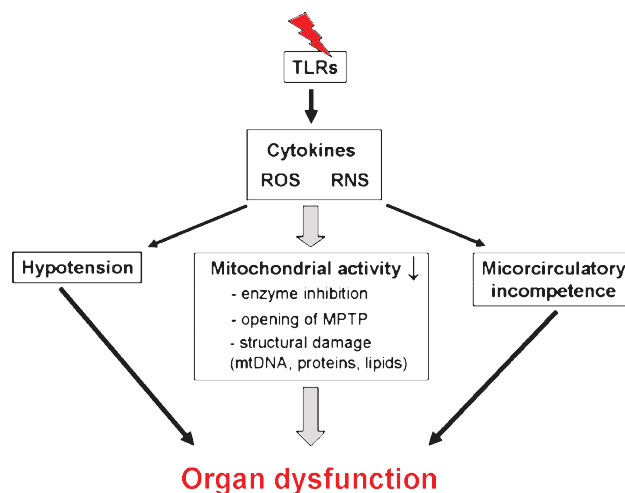 TLRs
Cytokines
ROS RNS
Hypotension
Mitochondrial activity ↓
- enzyme inhibition
- opening of MPTP
- structural damage
(mtDNA, proteins, lipids)
Micorcirculatory
incompetence
Organ dysfunction